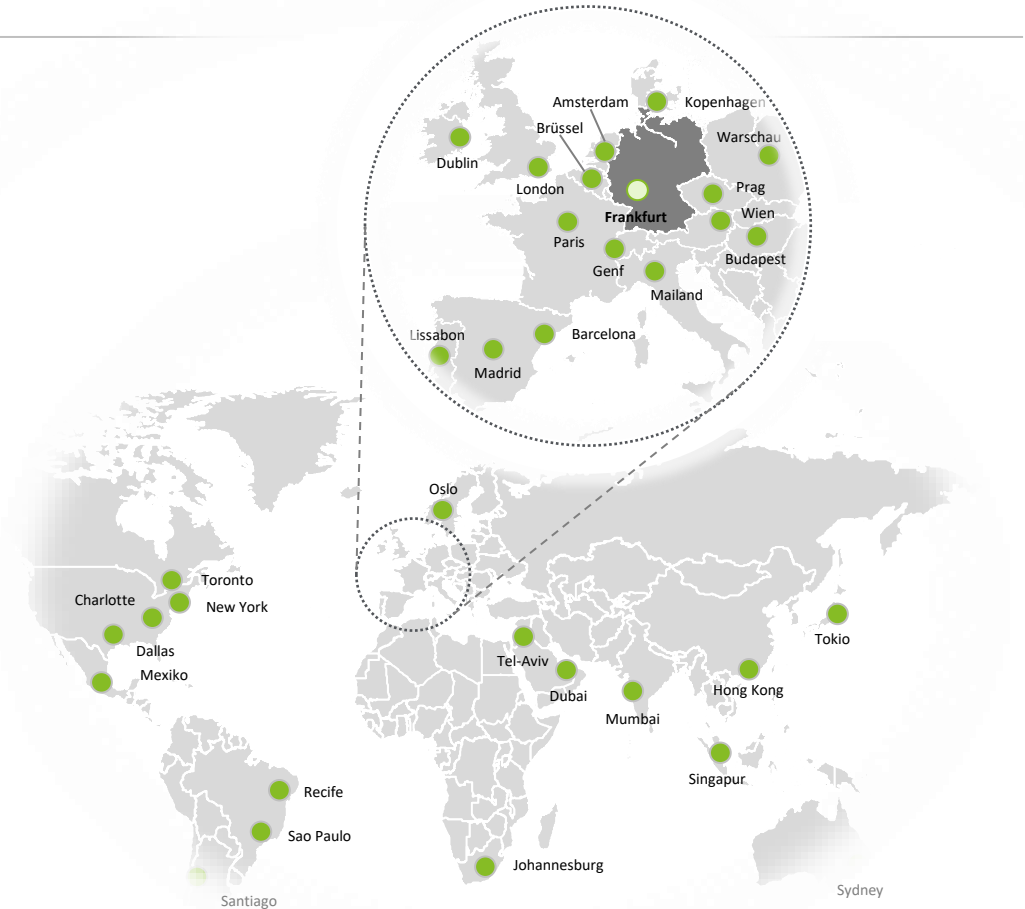 Amsterdam
Kopenhagen
Brüssel
Warschau
Dublin
London
Prag
Wien
Frankfurt
Paris
Budapest
Genf
Mailand
Lissabon
Barcelona
Madrid
Oslo
Toronto
Charlotte
New York
Tokio
Dallas
Tel-Aviv
Mexiko
Hong Kong
Dubai
Mumbai
Singapur
Recife
Sao Paulo
Johannesburg
Sydney
Santiago